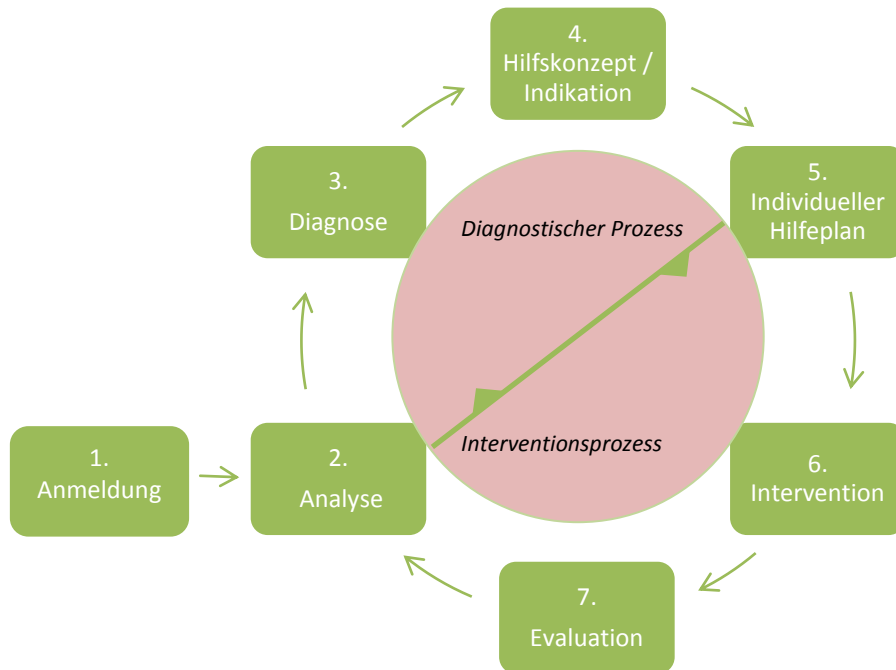 1.
Anmeldung
2.
Analyse
3.
Diagnose
4.
Hilfskonzept /
Indikation
5.
Individueller
Hilfeplan
6.
Intervention
7.
Evaluation
Diagnostischer Prozess
Interventionsprozess